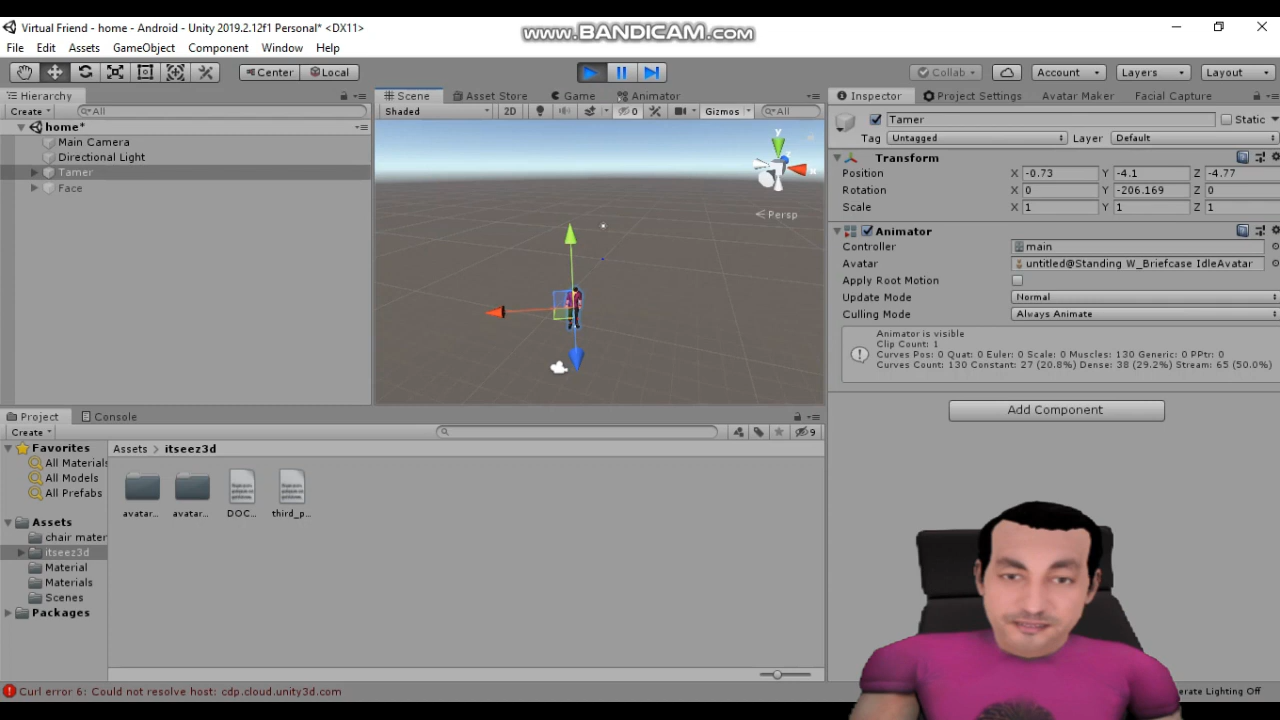 Virtual Friend - home - Android - Unity 2019.2.12f1 Personal* <DX11>
www.BANDICAM.com
File Edit Assets GameObject Component Window Help
Center Local
Collab Account Layers Layout
Hierarchy
Create All
home*
Main Camera
Directional Light
Tamer
Face
Scene Asset Store Game Animator
Shaded 2D 0 Gizmos All
y
x
Persp
Inspector Project Settings Avatar Maker Facial Capture
Tamer Static
Tag Untagged Layer Default
Transform
Position X -0.73 Y -4.1 Z -4.77
Rotation X 0 Y -206.169 Z 0
Scale X 1 Y 1 Z 1
Animator
Controller main
Avatar untitled@Standing W_Briefcase IdleAvatar
Apply Root Motion
Update Mode Normal
Culling Mode Always Animate
Animator is visible
Clip Count: 1
Curves Pos: 0 Quat: 0 Euler: 0 Scale: 0 Muscles: 130 Generic: 0 PPtr: 0
Curves Count: 130 Constant: 27 (20.8%) Dense: 38 (29.2%) Stream: 65 (50.0%)
Add Component
Project Console
Create 9
Favorites
All Materials
All Models
All Prefabs
Assets
chair mater
itseez3d
Material
Materials
Scenes
Packages
Assets > itseez3d
avatar... avatar... DOC... third_p...
Curl error 6: Could not resolve host: cdp.cloud.unity3d.com
erate Lighting Off